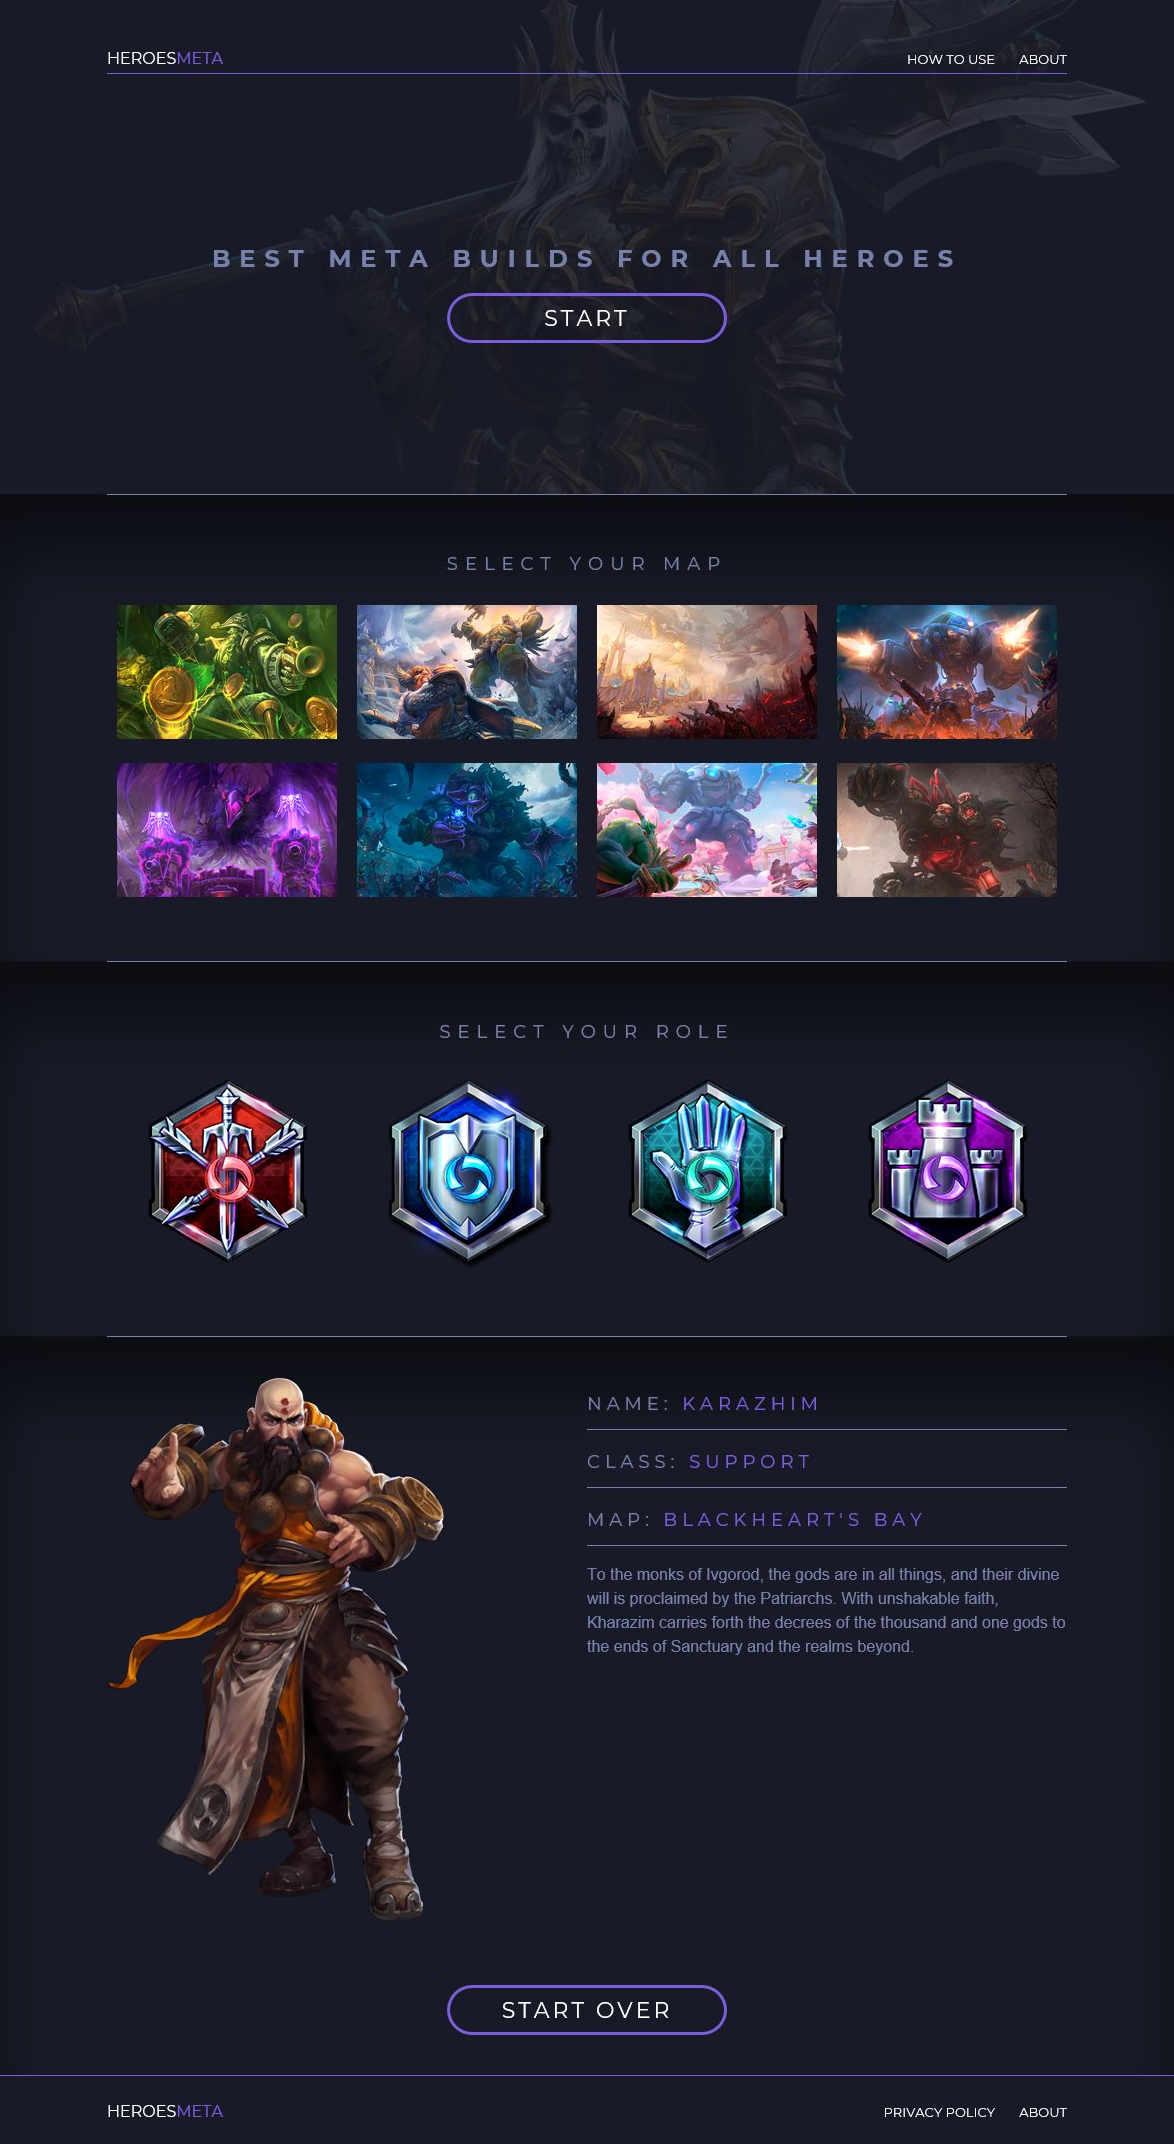 HEROESMETA
HOW TO USE ABOUT
BEST META BUILDS FOR ALL HEROES
START
SELECT YOUR MAP
SELECT YOUR ROLE
NAME: KARAZHIM
CLASS: SUPPORT
MAP: BLACKHEART'S BAY
To the monks of Ivgorod, the gods are in all things, and their divine
will is proclaimed by the Patriarchs. With unshakable faith,
Kharazim carries forth the decrees of the thousand and one gods to
the ends of Sanctuary and the realms beyond.
START OVER
HEROESMETA
PRIVACY POLICY ABOUT